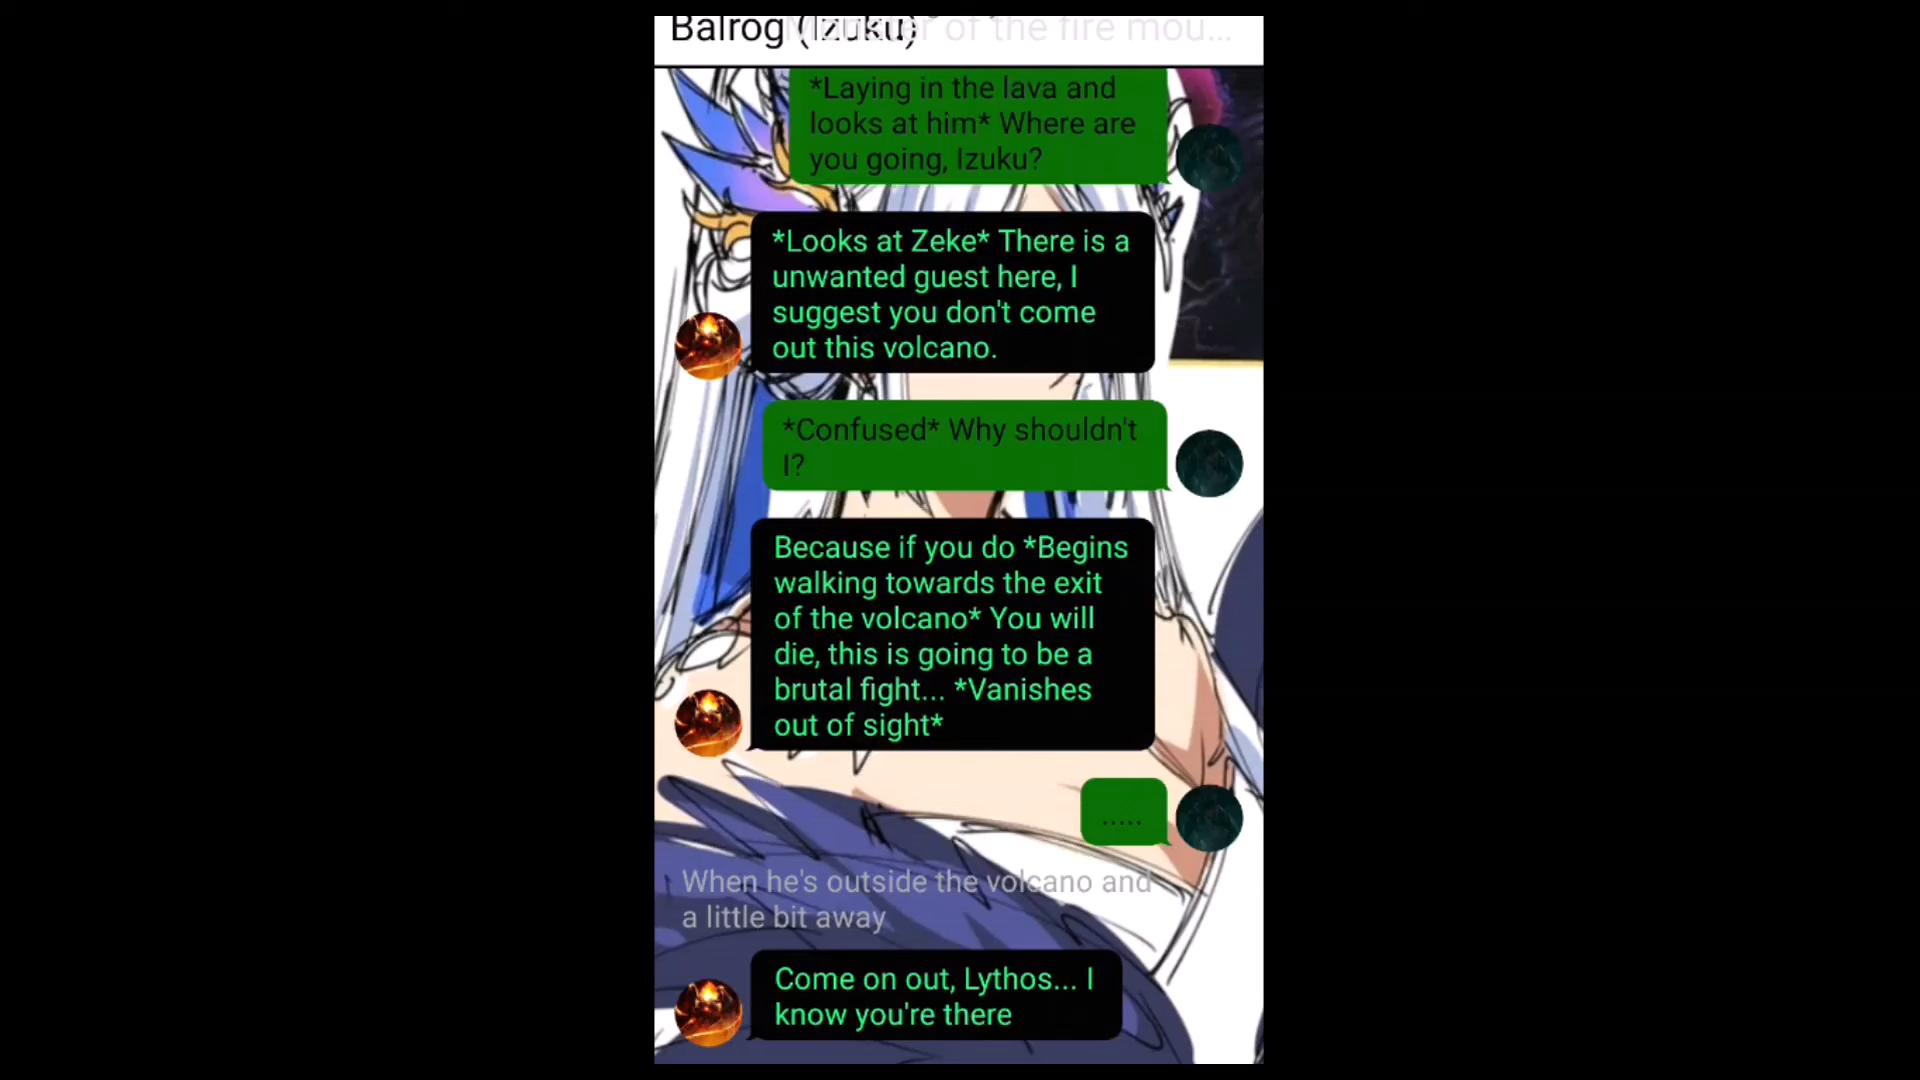 Balrog (Izuku)
of the fire mou...
*Laying in the lava and
looks at him* Where are
you going, Izuku?
*Looks at Zeke* There is a
unwanted guest here, I
suggest you don't come
out this volcano.
*Confused* Why shouldn't
I?
Because if you do *Begins
walking towards the exit
of the volcano* You will
die, this is going to be a
brutal fight... *Vanishes
out of sight*
.....
When he's outside the volcano and
a little bit away
Come on out, Lythos... I
know you're there